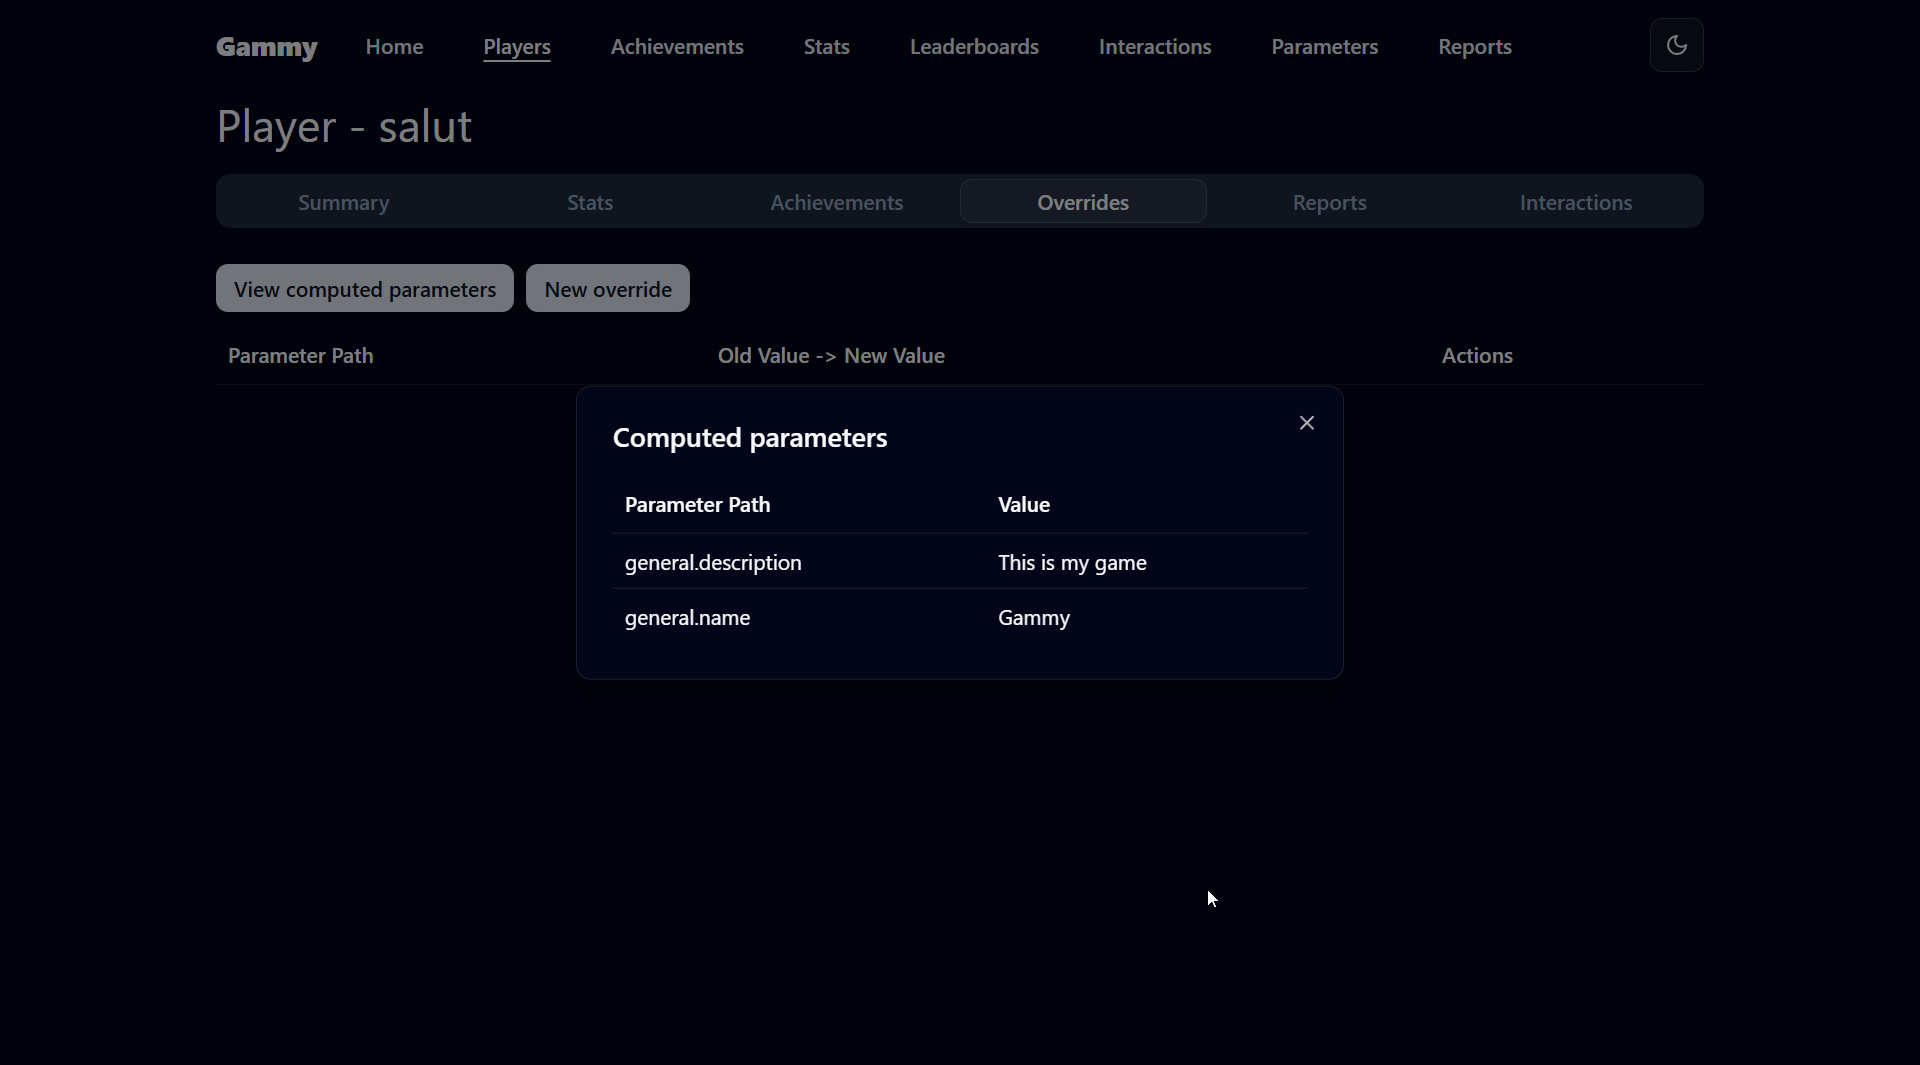 Gammy Home Players Achievements Stats Leaderboards Interactions Parameters Reports
Player - salut
Summary Stats Achievements Overrides Reports Interactions
View computed parameters New override
Parameter Path Old Value -> New Value Actions
Computed parameters
Parameter Path Value
general.description This is my game
general.name Gammy